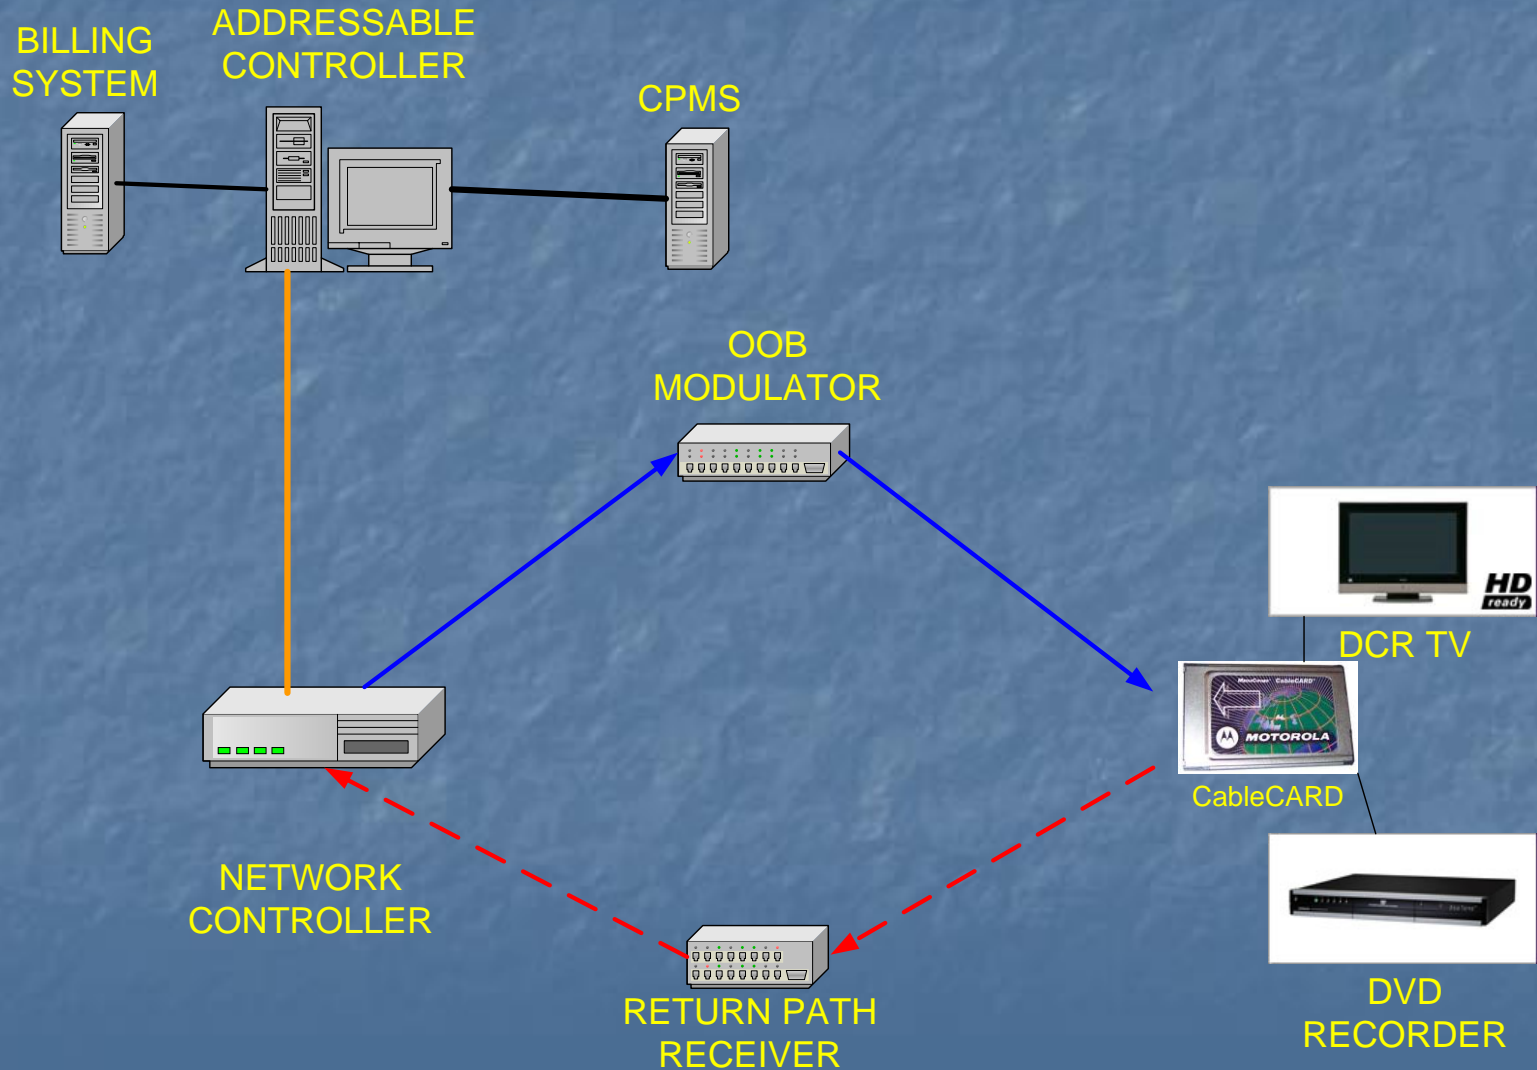 BILLING
SYSTEM
ADDRESSABLE
CONTROLLER
CPMS
OOB
MODULATOR
HD
ready
DCR TV
CableCARD
MOTOROLA
CableCARD
NETWORK
CONTROLLER
RETURN PATH
RECEIVER
DVD
RECORDER